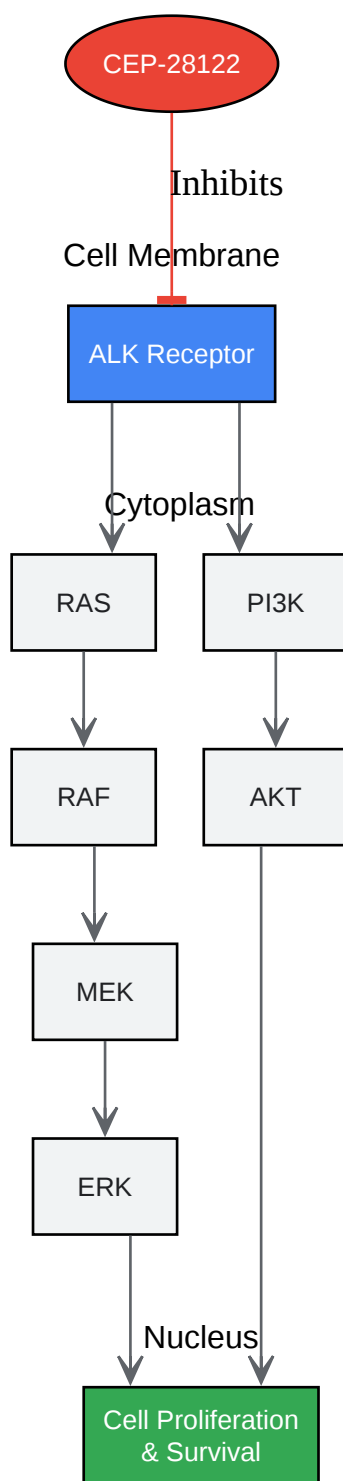 CEP-28122
Inhibits
Cell Membrane
ALK Receptor
Cytoplasm
RAS
PI3K
RAF
AKT
MEK
ERK
Nucleus
Cell Proliferation
& Survival